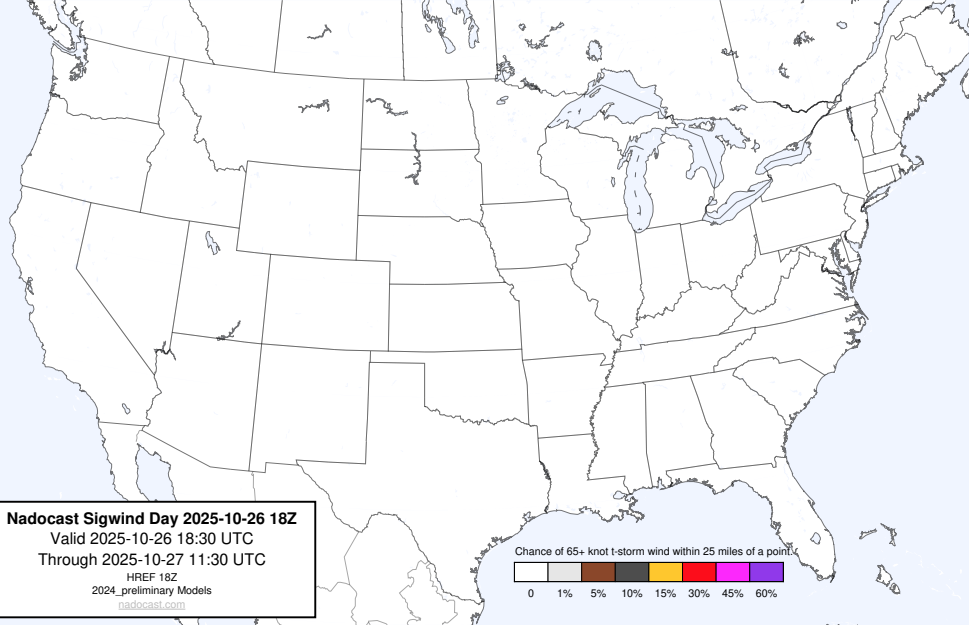 Nadocast Sigwind Day 2025-10-26 18Z
Valid 2025-10-26 18:30 UTC
Through 2025-10-27 11:30 UTC
HREF 18Z
2024_preliminary Models
nadocast.com
Chance of 65+ knot t-storm wind within 25 miles of a point.
0 1% 5% 10% 15% 30% 45% 60%